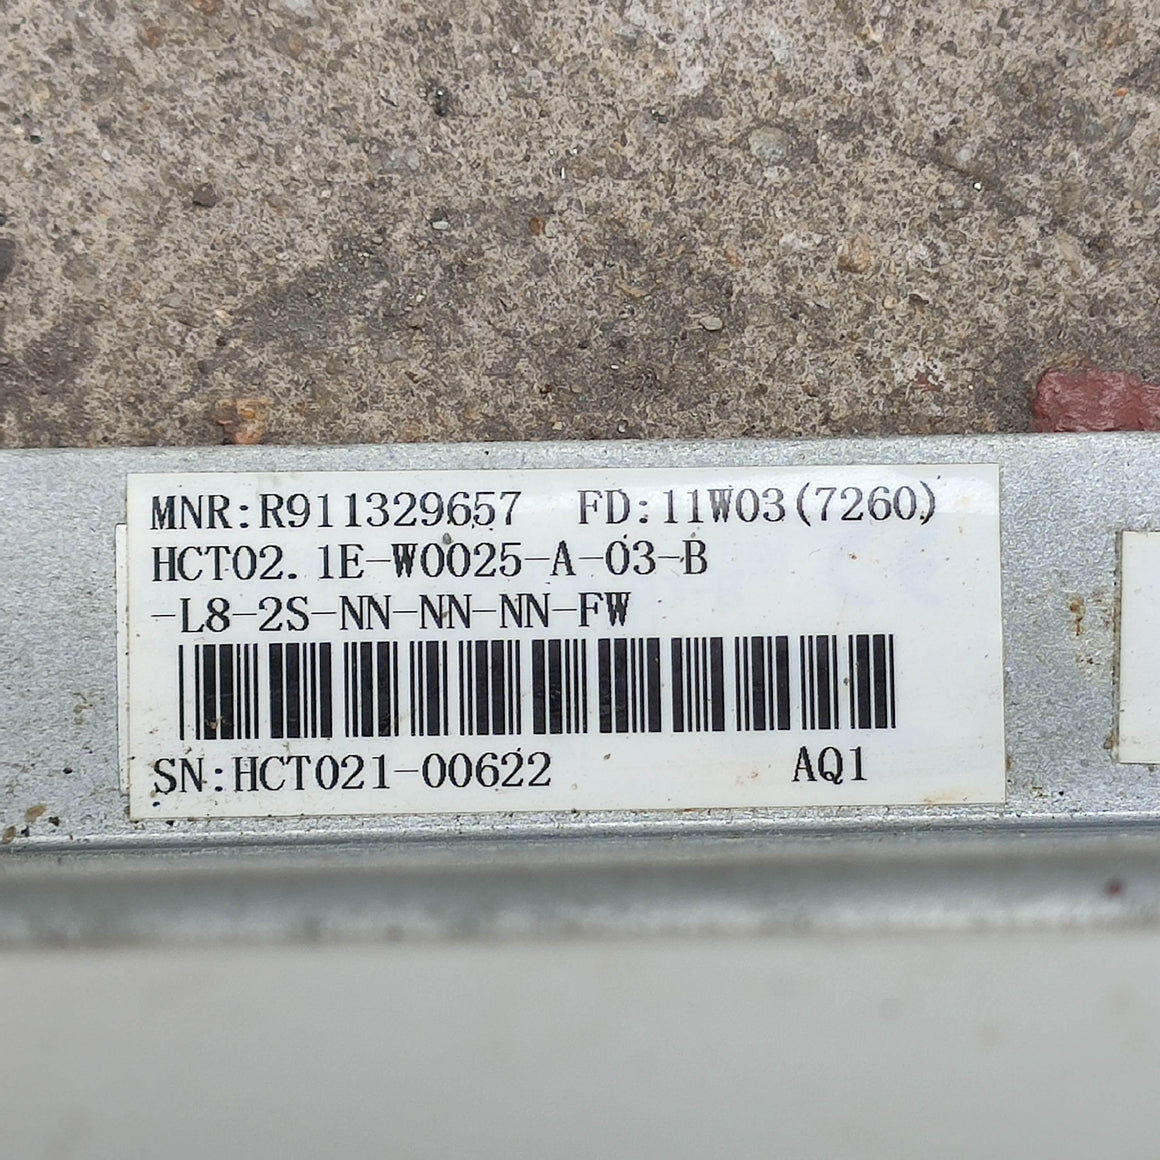 MNR:R911329657 FD:11W03(7260)
HCT02.1E-W0025-A-03-B
-L8-2S-NN-NN-NN-FW
SN:HCT021-00622 AQ1